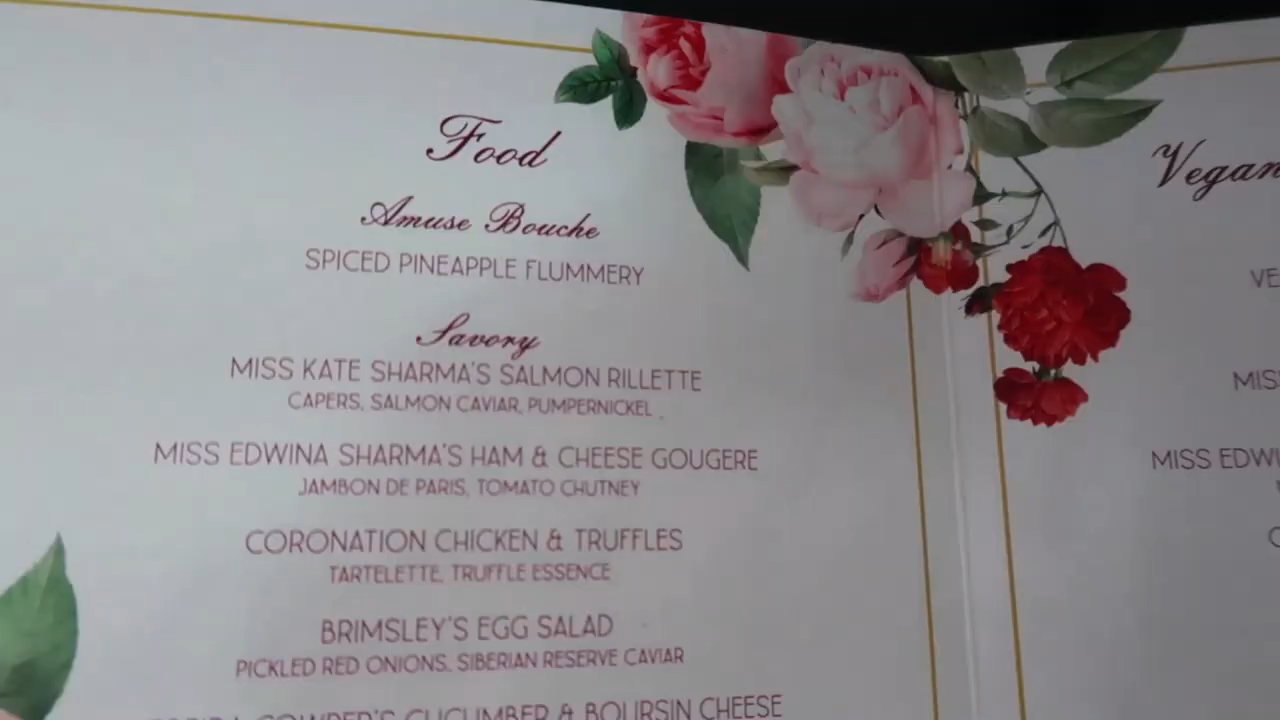 Food
Amuse Bouche
SPICED PINEAPPLE FLUMMERY
Savory
MISS KATE SHARMA'S SALMON RILLETTE
CAPERS, SALMON CAVIAR, PUMPERNICKEL
MISS EDWINA SHARMA'S HAM & CHEESE GOUGERE
JAMBON DE PARIS, TOMATO CHUTNEY
CORONATION CHICKEN & TRUFFLES
TARTELETTE, TRUFFLE ESSENCE
BRIMSLEY'S EGG SALAD
PICKLED RED ONIONS, SIBERIAN RESERVE CAVIAR
COWPER'S CUCUMBER & BOURSIN CHEESE
Vegan
MISS